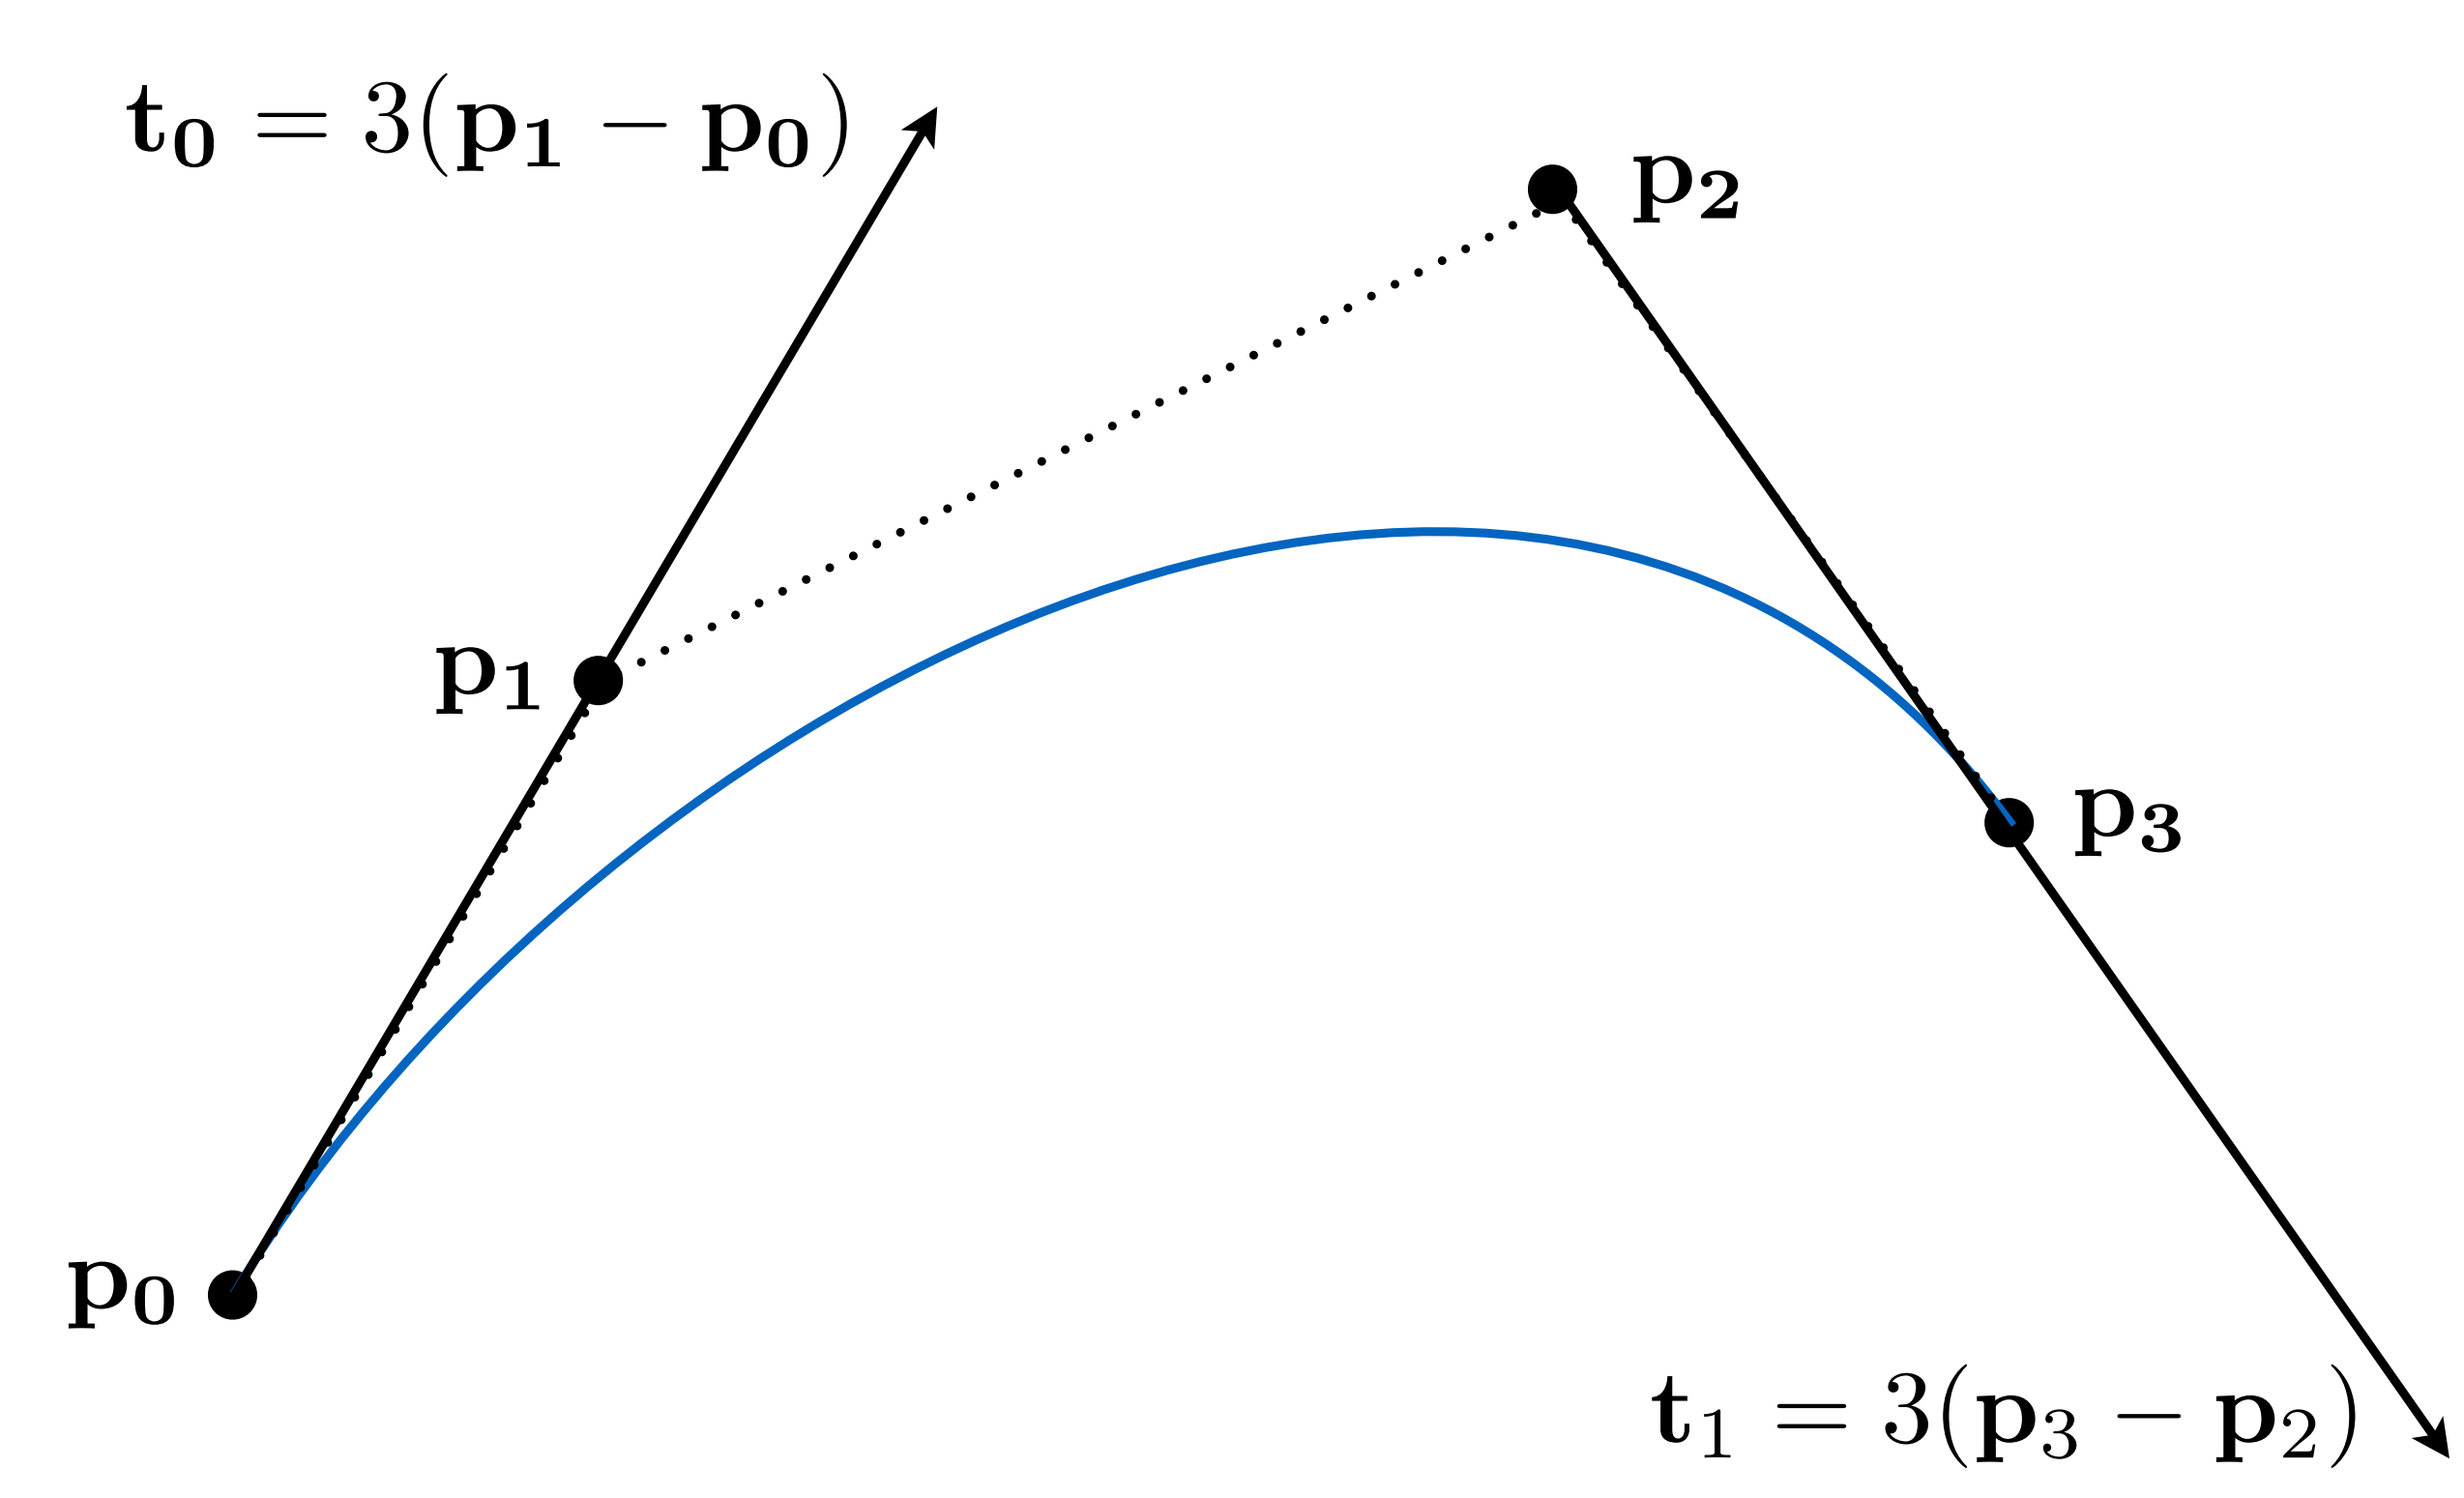 t₀ = 3(p₁ − p₀)
p₂
p₁
p₃
p₀
t₁ = 3(p₃ − p₂)